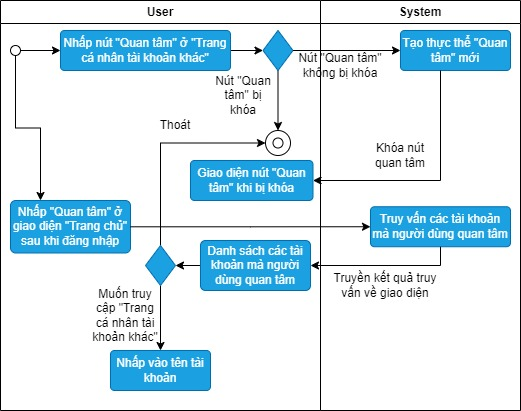 User
System
Nhấp nút "Quan tâm" ở "Trang
cá nhân tài khoản khác"
Nút "Quan tâm"
không bị khóa
Tạo thực thể "Quan
tâm" mới
Nút "Quan
tâm" bị
khóa
Thoát
Khóa nút
quan tâm
Giao diện nút "Quan
tâm" khi bị khóa
Nhấp "Quan tâm" ở
giao diện "Trang chủ"
sau khi đăng nhập
Truy vấn các tài khoản
mà người dùng quan tâm
Danh sách các tài
khoản mà người
dùng quan tâm
Truyền kết quả truy
vấn về giao diện
Muốn truy
cập "Trang
cá nhân tài
khoản khác"
Nhấp vào tên tài
khoản